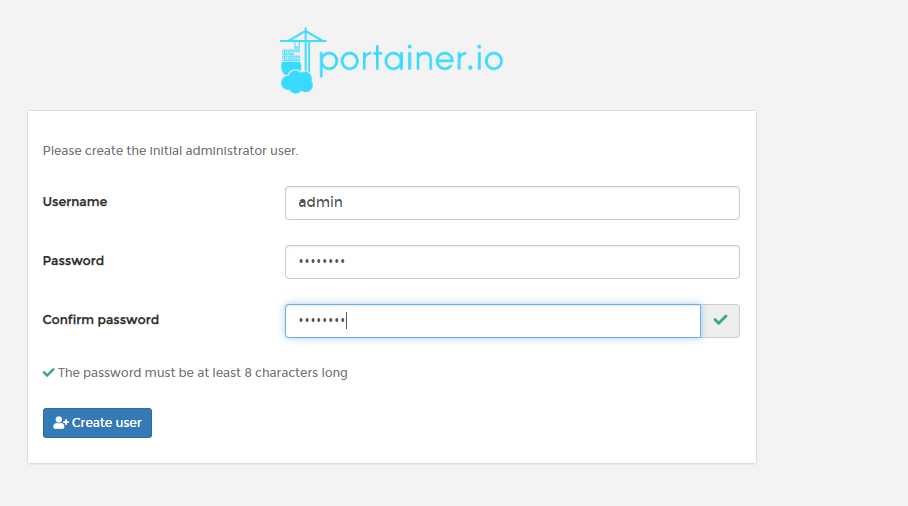 portainer.io
Please create the initial administrator user.
Username
admin
Password
••••••••
Confirm password
••••••••
The password must be at least 8 characters long
Create user